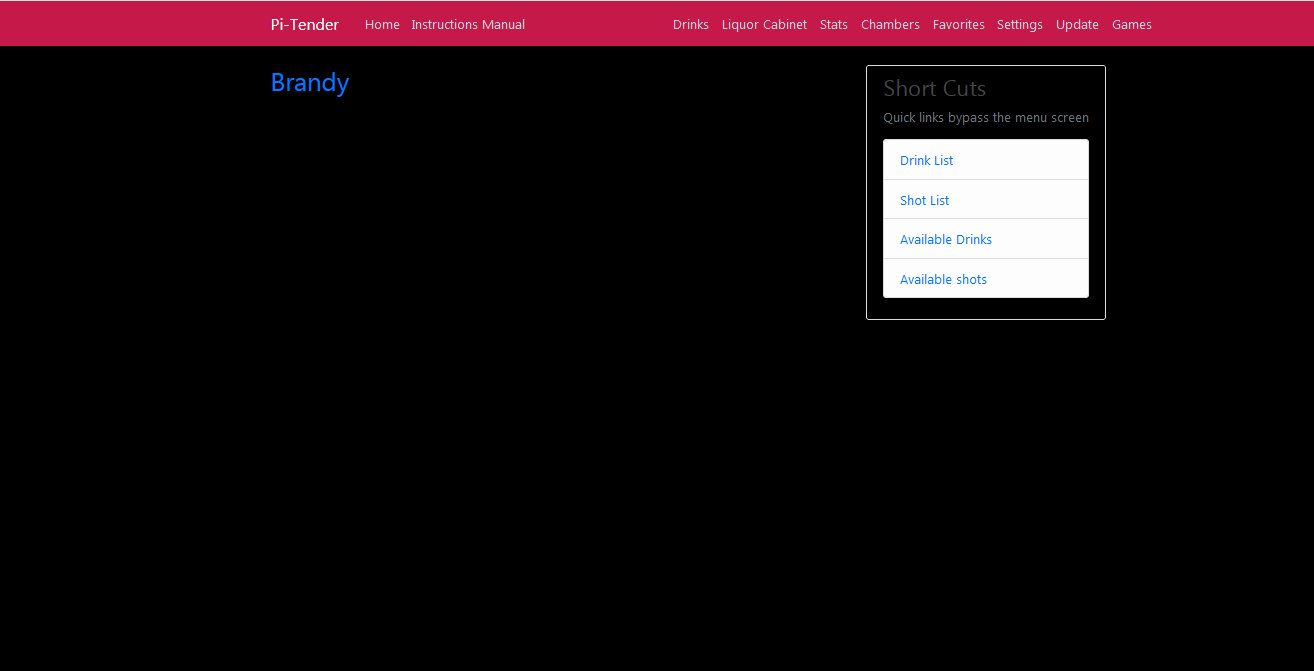 Pi-Tender Home Instructions Manual Drinks Liquor Cabinet Stats Chambers Favorites Settings Update Games
Brandy
Short Cuts
Quick links bypass the menu screen
Drink List
Shot List
Available Drinks
Available shots